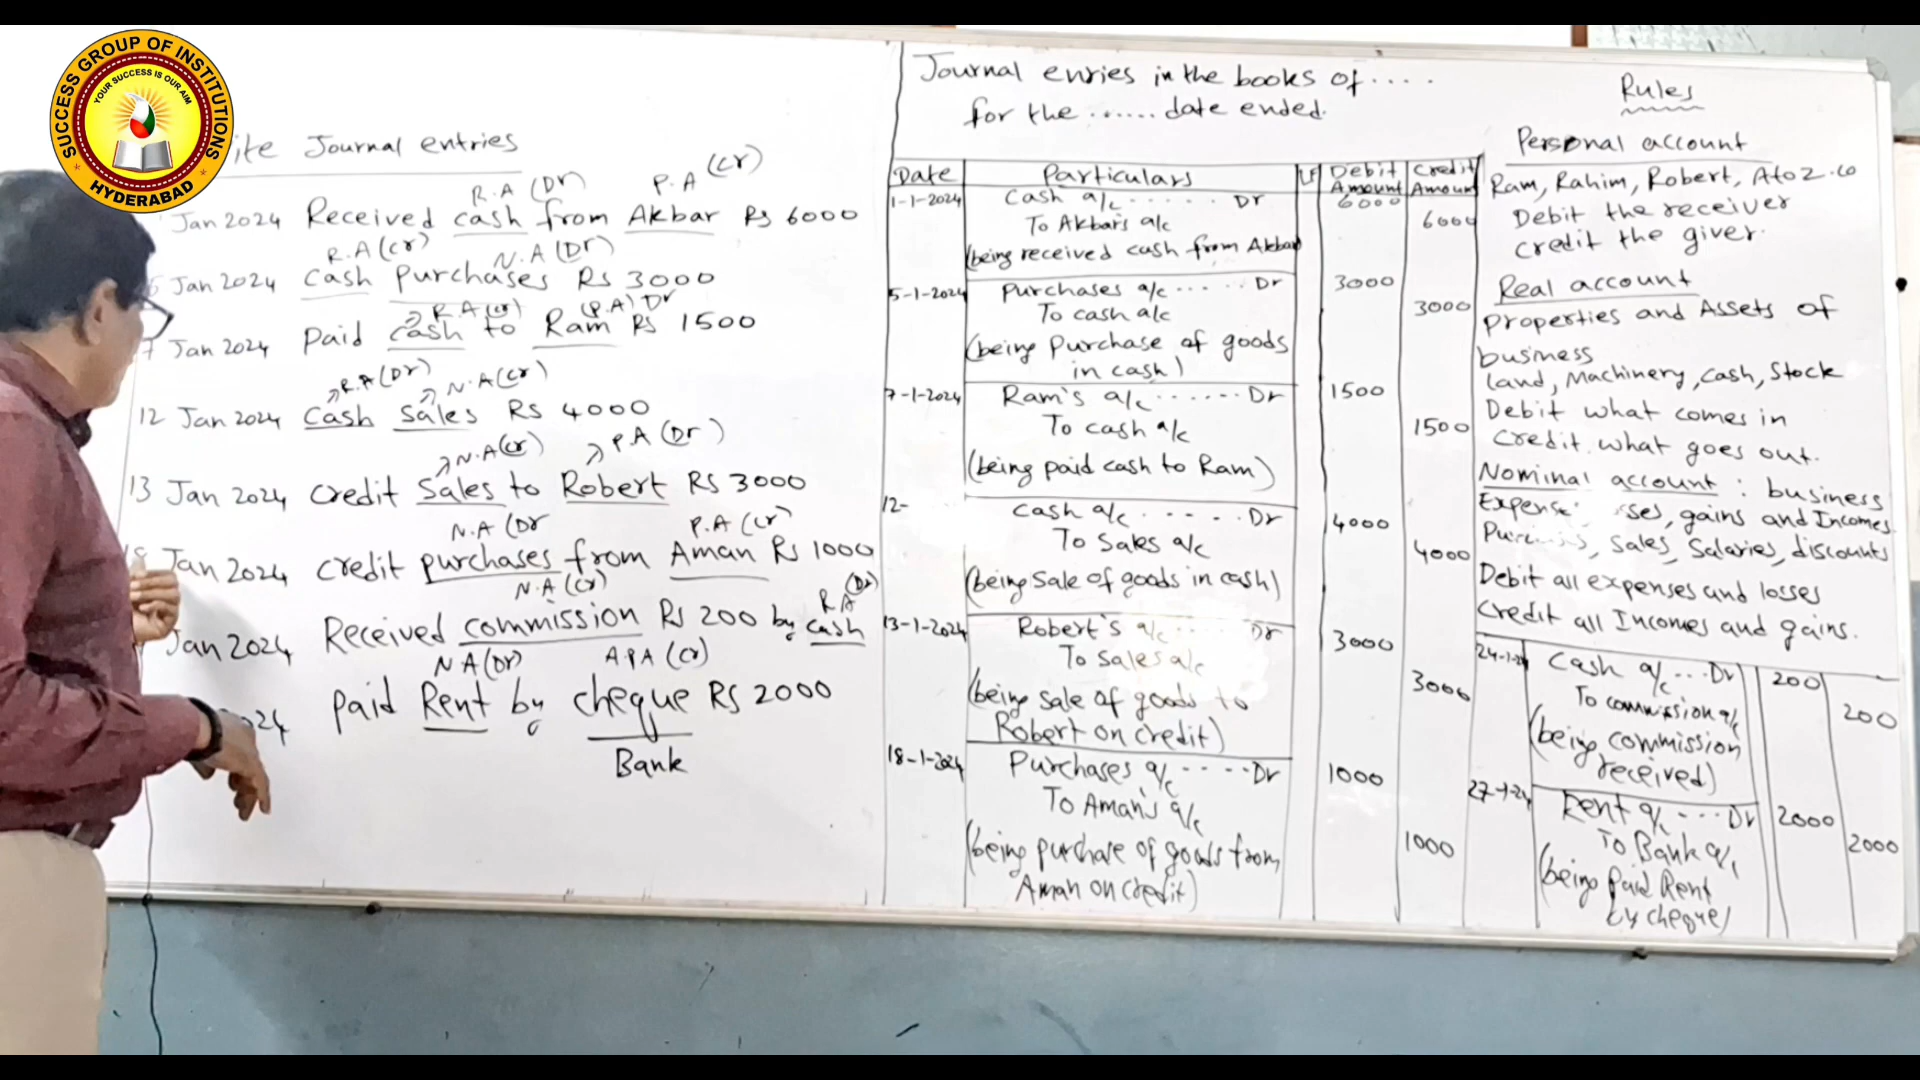 SUCCESS GROUP OF INSTITUTIONS
YOUR SUCCESS IS OUR AIM
HYDERABAD
ite Journal entries
R.A (Dr) P.A (Cr)
Jan 2024 Received cash from Akbar Rs 6000
R.A (Cr) N.A (Dr)
Jan 2024 Cash Purchases Rs 3000
R.A (Cr) (P.A) Dr
7 Jan 2024 Paid cash to Ram Rs 1500
R.A (Dr) N.A (Cr)
12 Jan 2024 Cash Sales Rs 4000
N.A (Cr) P.A (Dr)
13 Jan 2024 credit Sales to Robert Rs 3000
N.A (Dr P.A (Cr)
Jan 2024 credit purchases from Aman Rs 1000
N.A (Cr) R.A (Dr)
Jan 2024 Received commission Rs 200 by cash
N.A (Dr) A.P.A (Cr)
24 Paid Rent by cheque Rs 2000
Bank
Journal enries in the books of .....
for the ...... date ended.
Date Particulars LF Debit Amount Credit Amount
1-1-2024 Cash a/c ...... Dr 6000
To Akbar's a/c 6000
(being received cash from Akbar)
5-1-2024 Purchases a/c ..... Dr 3000
To cash a/c 3000
(being Purchase of goods
in cash)
7-1-2024 Ram's a/c ...... Dr 1500
To cash a/c 1500
(being paid cash to Ram)
12- Cash a/c ..... Dr 4000
To Sales a/c 4000
(being Sale of goods in cash)
13-1-2024 Robert's a/c ..... Dr 3000
To Sales a/c 3000
(being Sale of goods to
Robert on credit)
18-1-2024 Purchases a/c ..... Dr 1000
To Aman's a/c
(being purchase of goods from 1000
Aman on credit)
Rules
Personal account
Ram, Rahim, Robert, A to Z .co
Debit the receiver
credit the giver.
Real account
Properties and Assets of
business
land, Machinery, Cash, Stock
Debit what comes in
credit what goes out.
Nominal account : business
Expense sses, gains and Incomes
Sales, Salaries, discounts
Debit all expenses and losses
Credit all Incomes and gains.
24-1-24 Cash a/c ... Dr 200
To commission a/c 200
(being commission
received)
27-1-24 Rent a/c ... Dr 2000
To Bank a/c 2000
(being Paid Rent
by cheque)